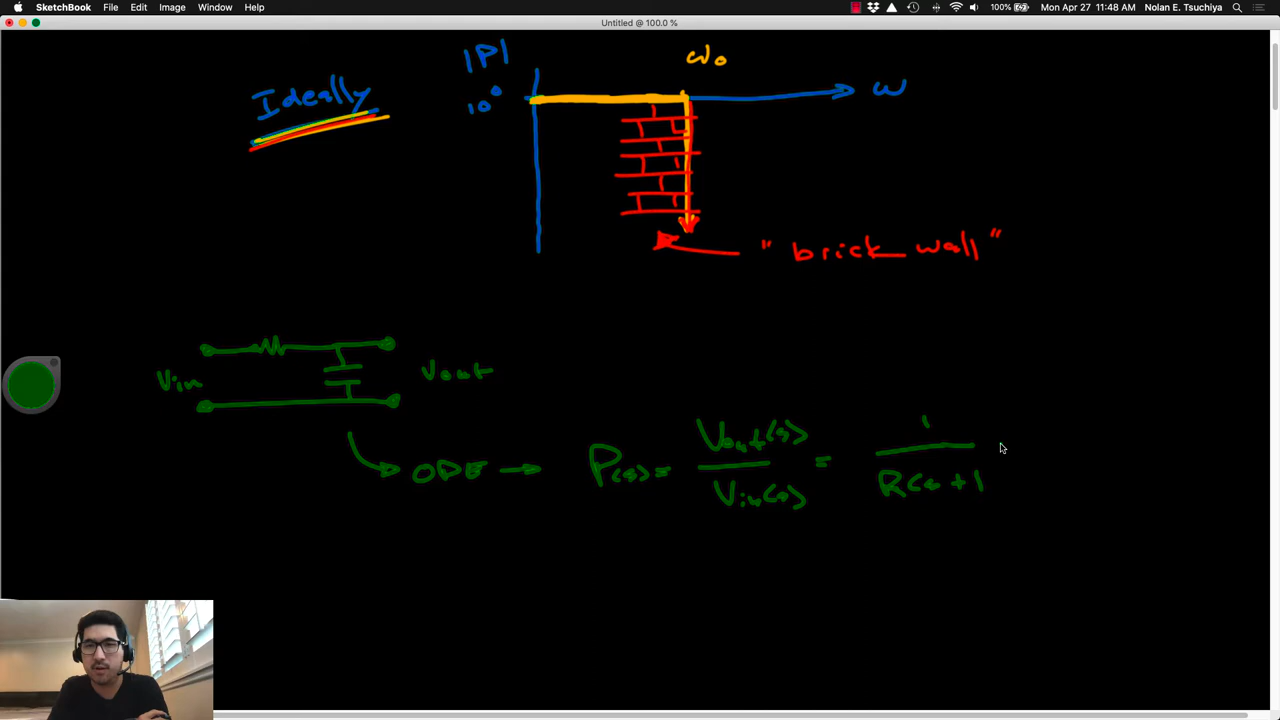 SketchBook File Edit Image Window Help 100% Mon Apr 27 11:48 AM Nolan E. Tsuchiya
Untitled @ 100.0 %
|P| ω₀
Ideally 10⁰ ω
"brick wall"
Vin Vout
ODE → P(s) = Vout(s) / Vin(s) = 1 / RCs + 1